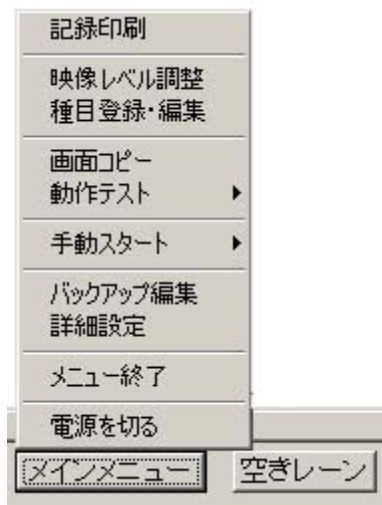 記録印刷
映像レベル調整
種目登録・編集
画面コピー
動作テスト
手動スタート
バックアップ編集
詳細設定
メニュー終了
電源を切る
メインメニュー 空きレーン